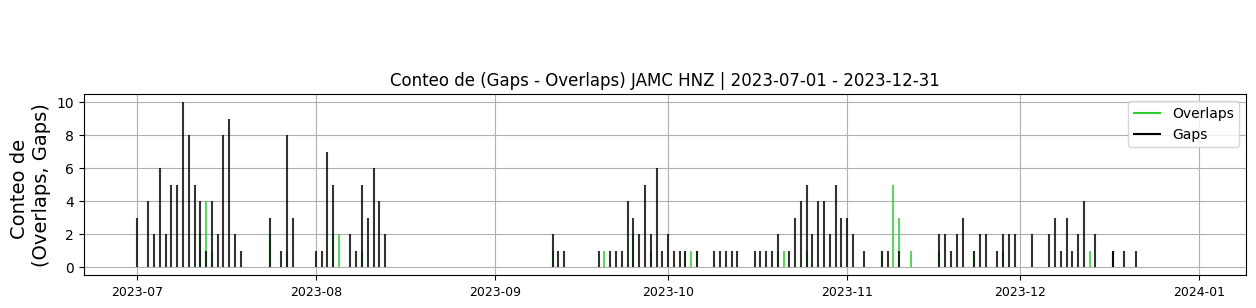 Conteo de (Gaps - Overlaps) JAMC HNZ | 2023-07-01 - 2023-12-31
Conteo de
(Overlaps, Gaps)
10
8
6
4
2
0
Overlaps
Gaps
2023-07
2023-08
2023-09
2023-10
2023-11
2023-12
2024-01